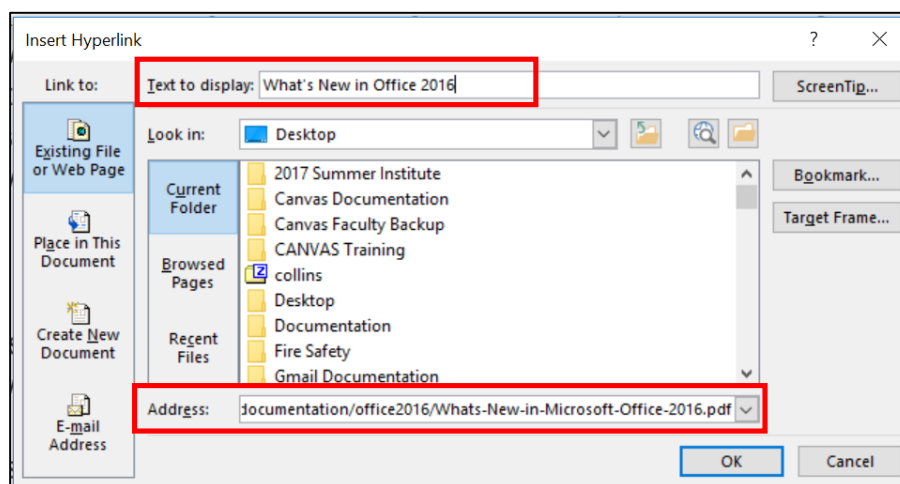 Insert Hyperlink ?
Link to:
Text to display: What's New in Office 2016
ScreenTip...
Existing File
or Web Page
Place in This
Document
Create New
Document
E-mail
Address
Look in: Desktop
Current
Folder
Browsed
Pages
Recent
Files
2017 Summer Institute
Canvas Documentation
Canvas Faculty Backup
CANVAS Training
collins
Desktop
Documentation
Fire Safety
Gmail Documentation
Bookmark...
Target Frame...
Address: documentation/office2016/Whats-New-in-Microsoft-Office-2016.pdf
OK
Cancel